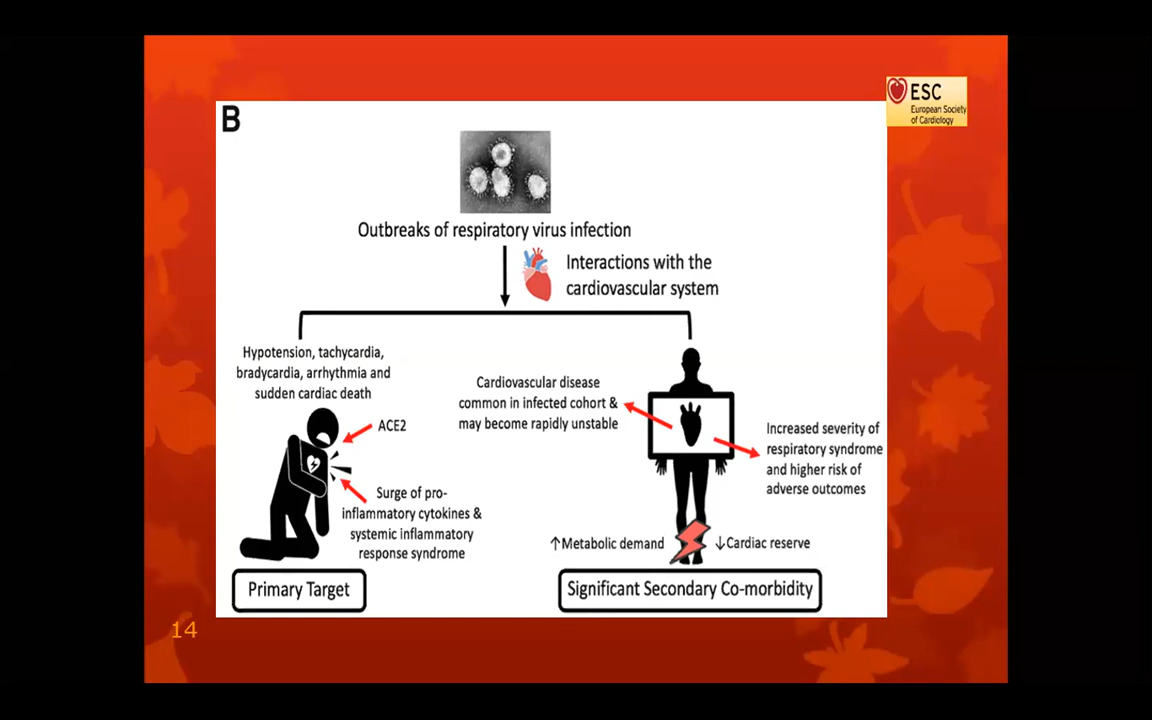 B
ESC
European Society
of Cardiology
Outbreaks of respiratory virus infection
Interactions with the
cardiovascular system
Hypotension, tachycardia,
bradycardia, arrhythmia and
sudden cardiac death
ACE2
Surge of pro-
inflammatory cytokines &
systemic inflammatory
response syndrome
Primary Target
Cardiovascular disease
common in infected cohort &
may become rapidly unstable
Increased severity of
respiratory syndrome
and higher risk of
adverse outcomes
↑Metabolic demand
↓Cardiac reserve
Significant Secondary Co-morbidity
14